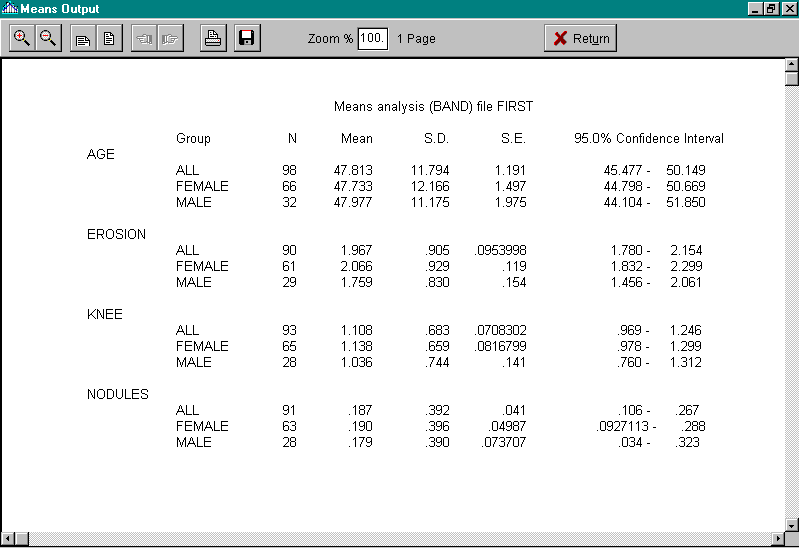 Means Output
Zoom % 100. 1 Page Return
Means analysis (BAND) file FIRST
Group N Mean S.D. S.E. 95.0% Confidence Interval
AGE
ALL 98 47.813 11.794 1.191 45.477 - 50.149
FEMALE 66 47.733 12.166 1.497 44.798 - 50.669
MALE 32 47.977 11.175 1.975 44.104 - 51.850
EROSION
ALL 90 1.967 .905 .0953998 1.780 - 2.154
FEMALE 61 2.066 .929 .119 1.832 - 2.299
MALE 29 1.759 .830 .154 1.456 - 2.061
KNEE
ALL 93 1.108 .683 .0708302 .969 - 1.246
FEMALE 65 1.138 .659 .0816799 .978 - 1.299
MALE 28 1.036 .744 .141 .760 - 1.312
NODULES
ALL 91 .187 .392 .041 .106 - .267
FEMALE 63 .190 .396 .04987 .0927113 - .288
MALE 28 .179 .390 .073707 .034 - .323